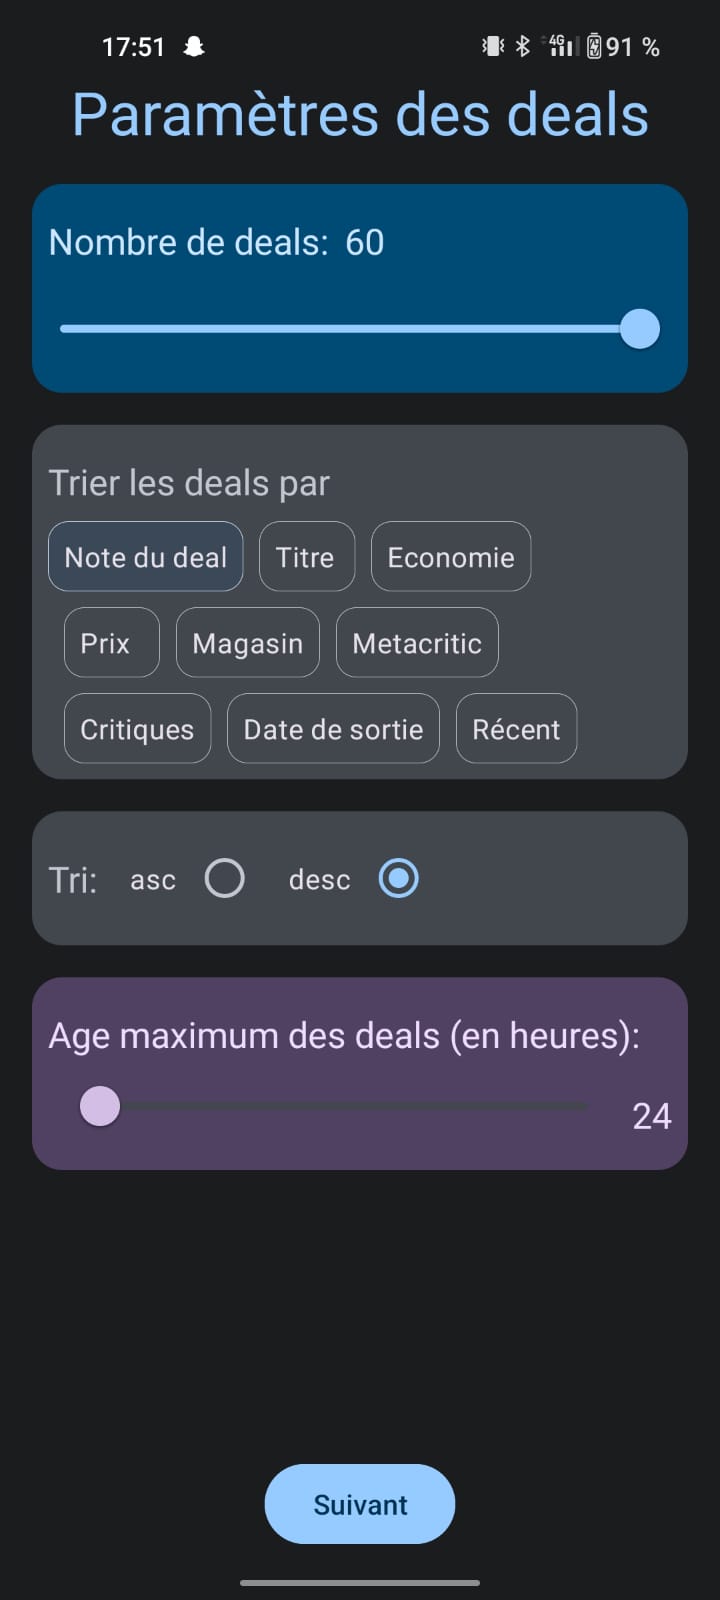 17:51 4G 91 %
Paramètres des deals
Nombre de deals: 60
Trier les deals par
Note du deal Titre Economie
Prix Magasin Metacritic
Critiques Date de sortie Récent
Tri: asc desc
Age maximum des deals (en heures):
24
Suivant